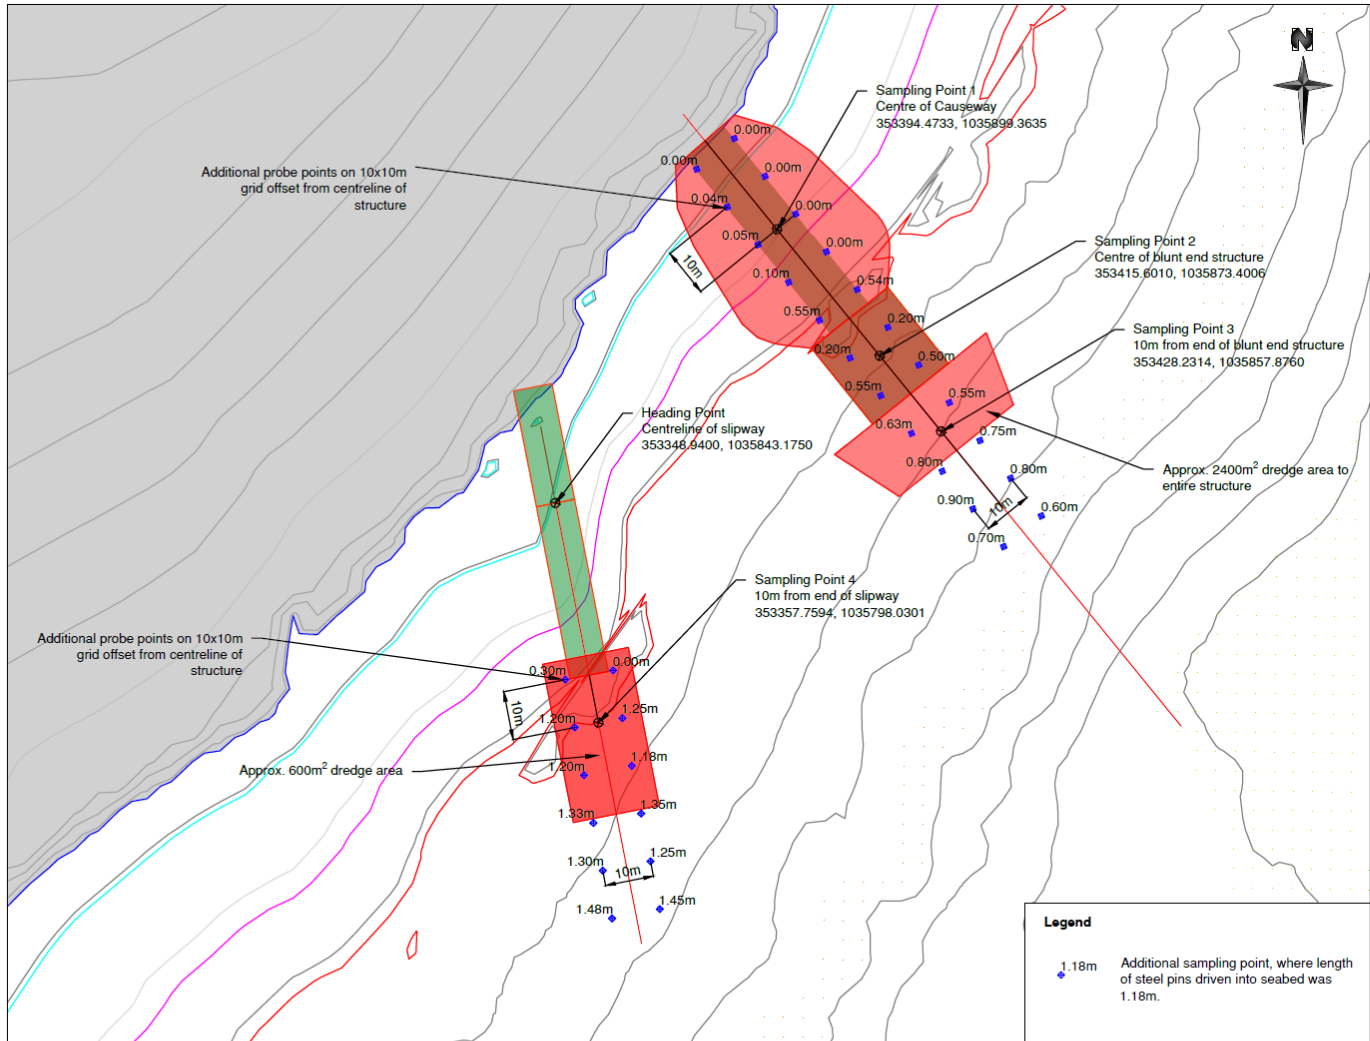 N
Sampling Point 1
Centre of Causeway
353394.4733, 1035899.3635
0.00m
0.00m
0.00m
Additional probe points on 10x10m
grid offset from centreline of
structure
0.04m
0.00m
0.05m
0.00m
10m
0.10m
0.54m
Sampling Point 2
Centre of blunt end structure
353415.6010, 1035873.4006
0.55m
0.20m
0.20m
0.50m
Sampling Point 3
10m from end of blunt end structure
353428.2314, 1035857.8760
0.55m
0.55m
0.63m
0.75m
0.80m
0.80m
Approx. 2400m² dredge area to
entire structure
0.90m
10m
0.60m
0.70m
Heading Point
Centreline of slipway
353348.9400, 1035843.1750
Sampling Point 4
10m from end of slipway
353357.7594, 1035798.0301
Additional probe points on 10x10m
grid offset from centreline of
structure
0.30m
0.00m
10m
1.20m
1.25m
Approx. 600m² dredge area
1.20m
1.18m
1.33m
1.35m
1.30m
10m
1.25m
1.48m
1.45m
Legend
1.18m
Additional sampling point, where length
of steel pins driven into seabed was
1.18m.